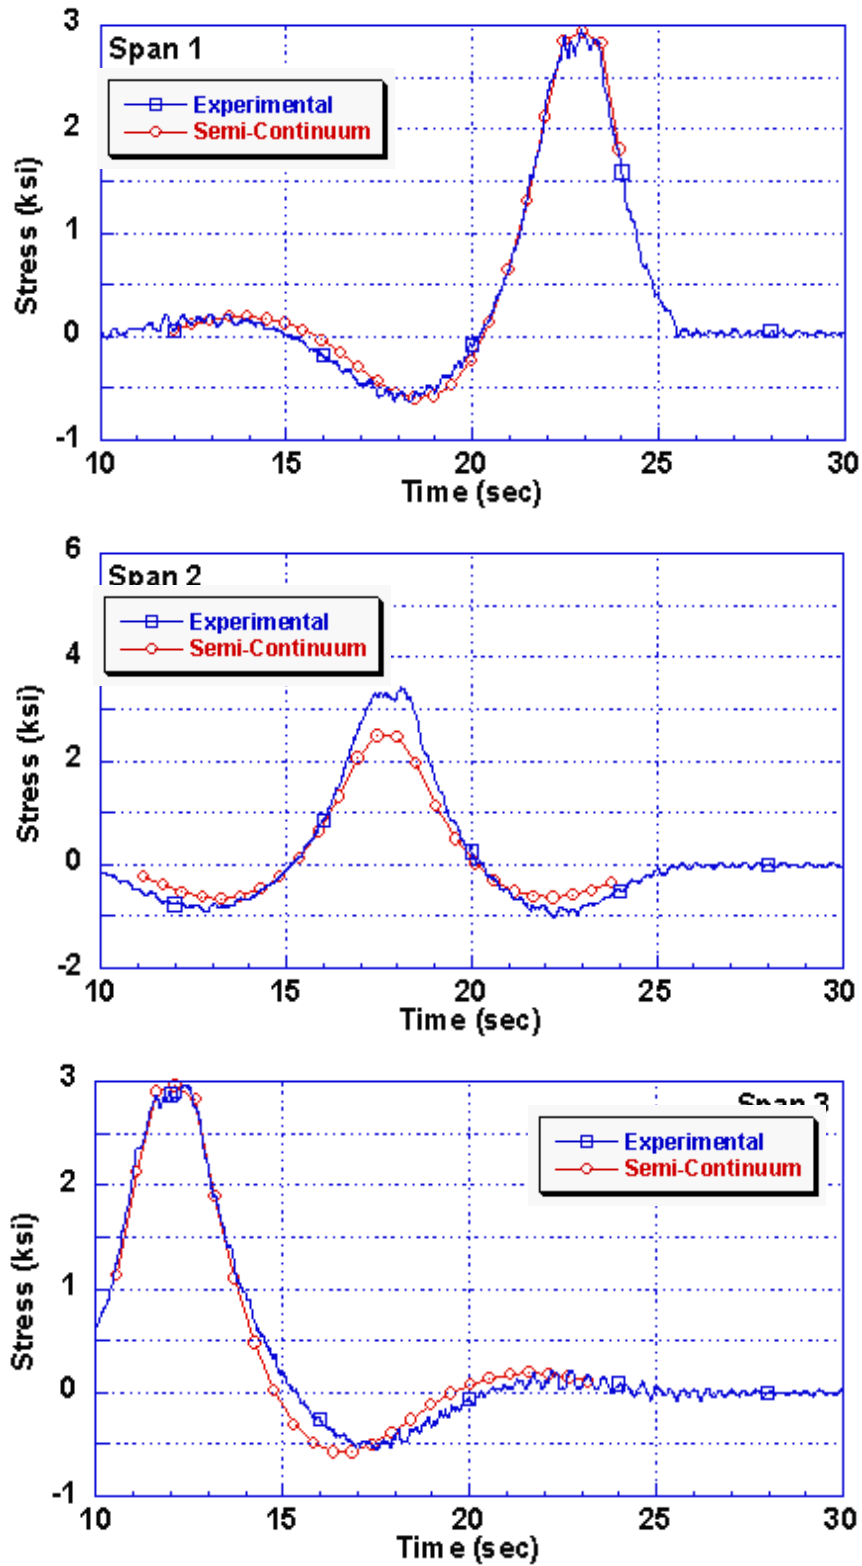 3
Span 1
Experimental
Semi-Continuum
2
Stress (ksi)
1
0
-1
10 15 20 25 30
Time (sec)
6
Span 2
Experimental
Semi-Continuum
4
Stress (ksi)
2
0
-2
10 15 20 25 30
Time (sec)
3
Span 3
Experimental
Semi-Continuum
2
Stress (ksi)
1
0
-1
10 15 20 25 30
Time (sec)